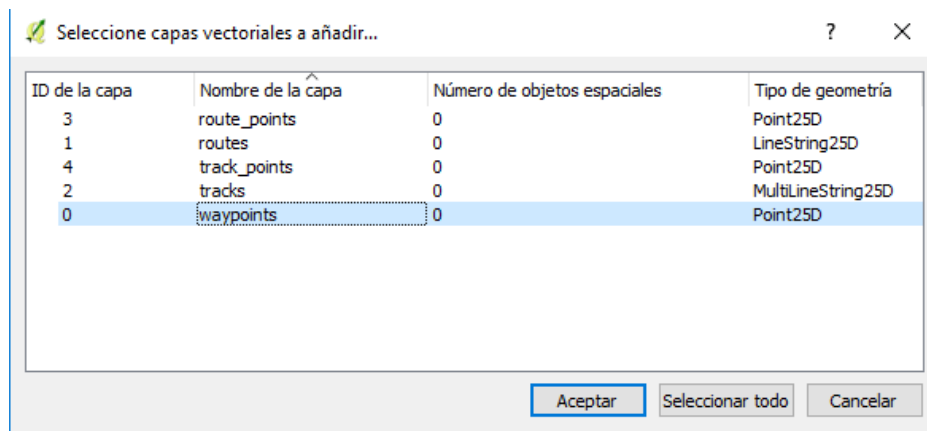 Seleccione capas vectoriales a añadir...
ID de la capa Nombre de la capa Número de objetos espaciales Tipo de geometría
3 route_points 0 Point25D
1 routes 0 LineString25D
4 track_points 0 Point25D
2 tracks 0 MultiLineString25D
0 waypoints 0 Point25D
Aceptar Seleccionar todo Cancelar